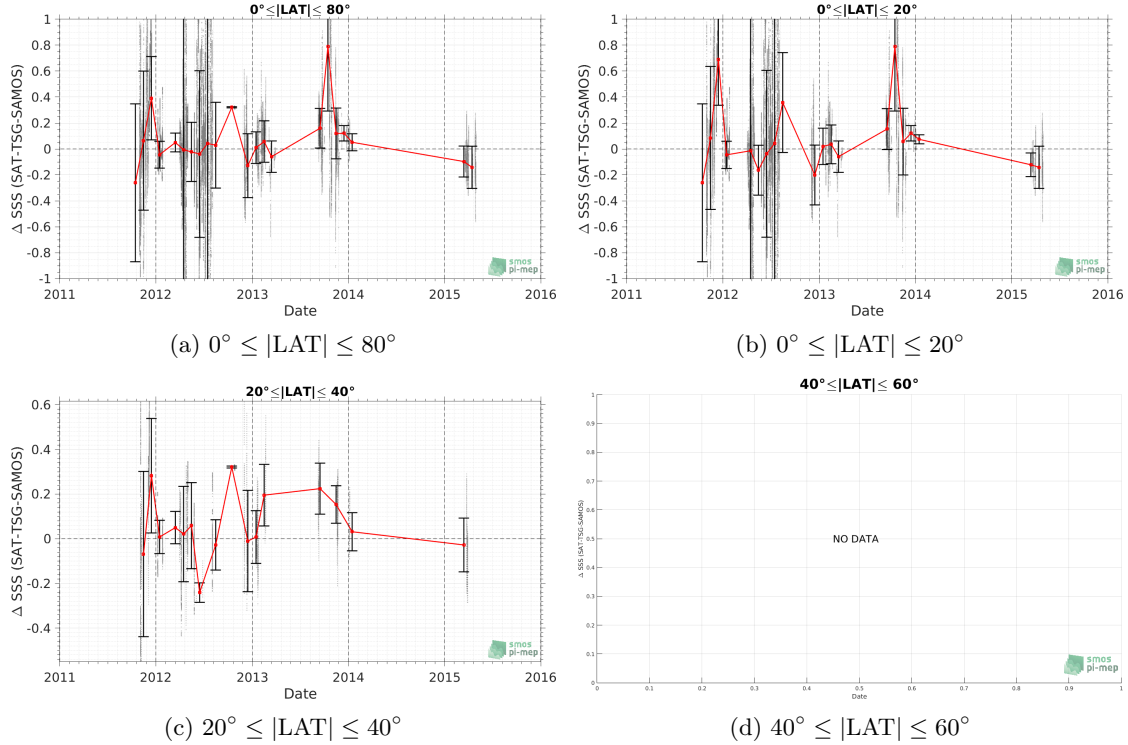 0°≤|LAT|≤ 80°
1
0.8
0.6
0.4
0.2
0
-0.2
-0.4
-0.6
-0.8
-1
Δ SSS (SAT-TSG-SAMOS)
2011 2012 2013 2014 2015 2016
Date
smos
pi-mep
(a) 0° ≤ |LAT| ≤ 80°
0°≤|LAT|≤ 20°
1
0.8
0.6
0.4
0.2
0
-0.2
-0.4
-0.6
-0.8
-1
Δ SSS (SAT-TSG-SAMOS)
2011 2012 2013 2014 2015 2016
Date
smos
pi-mep
(b) 0° ≤ |LAT| ≤ 20°
20°≤|LAT|≤ 40°
0.6
0.4
0.2
0
-0.2
-0.4
Δ SSS (SAT-TSG-SAMOS)
2011 2012 2013 2014 2015 2016
Date
smos
pi-mep
(c) 20° ≤ |LAT| ≤ 40°
40°≤|LAT|≤ 60°
1
0.9
0.8
0.7
0.6
0.5
0.4
0.3
0.2
0.1
0
Δ SSS (SAT-TSG-SAMOS)
NO DATA
0 0.1 0.2 0.3 0.4 0.5 0.6 0.7 0.8 0.9 1
Date
smos
pi-mep
(d) 40° ≤ |LAT| ≤ 60°